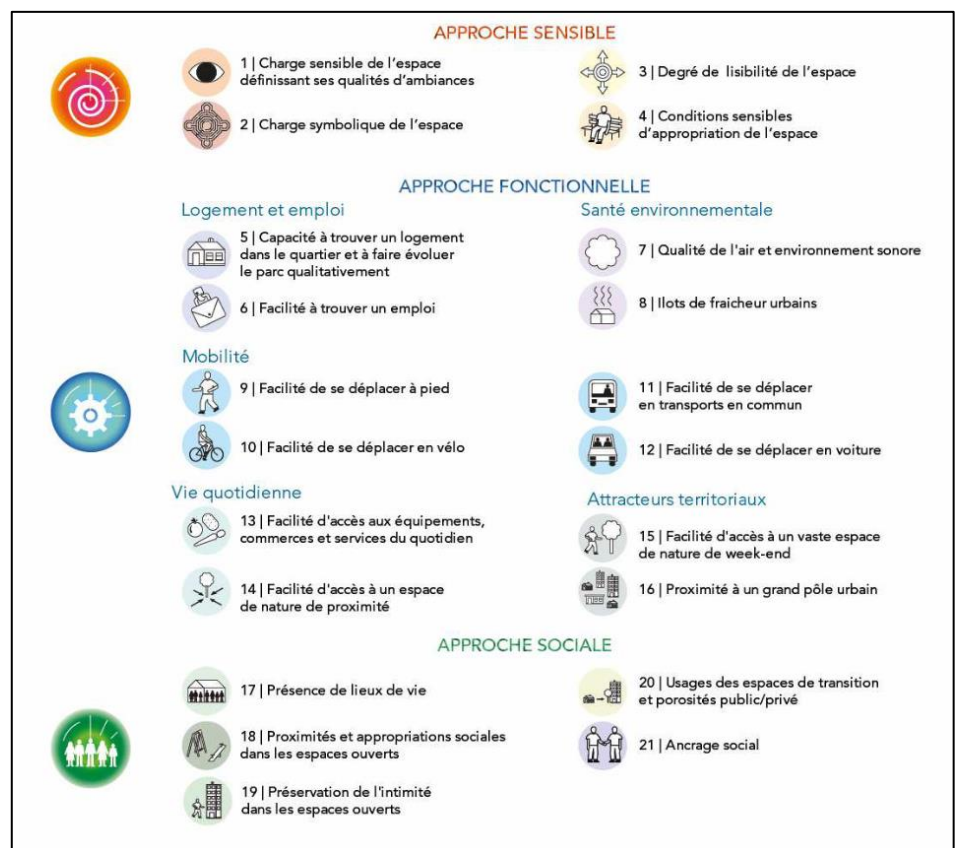 APPROCHE SENSIBLE
1 | Charge sensible de l'espace
définissant ses qualités d'ambiances
2 | Charge symbolique de l'espace
3 | Degré de lisibilité de l'espace
4 | Conditions sensibles
d'appropriation de l'espace
APPROCHE FONCTIONNELLE
Logement et emploi
5 | Capacité à trouver un logement
dans le quartier et à faire évoluer
le parc qualitativement
6 | Facilité à trouver un emploi
Santé environnementale
7 | Qualité de l'air et environnement sonore
8 | Ilots de fraicheur urbains
Mobilité
9 | Facilité de se déplacer à pied
10 | Facilité de se déplacer en vélo
11 | Facilité de se déplacer
en transports en commun
12 | Facilité de se déplacer en voiture
Vie quotidienne
13 | Facilité d'accès aux équipements,
commerces et services du quotidien
14 | Facilité d'accès à un espace
de nature de proximité
Attracteurs territoriaux
15 | Facilité d'accès à un vaste espace
de nature de week-end
16 | Proximité à un grand pôle urbain
APPROCHE SOCIALE
17 | Présence de lieux de vie
18 | Proximités et appropriations sociales
dans les espaces ouverts
19 | Préservation de l'intimité
dans les espaces ouverts
20 | Usages des espaces de transition
et porosités public/privé
21 | Ancrage social